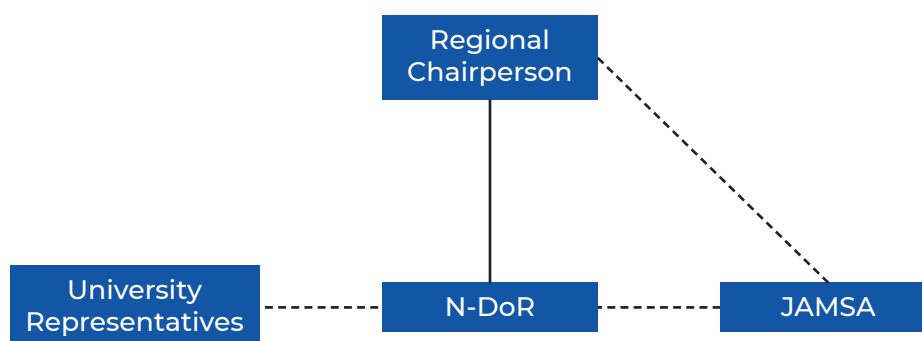 Regional
Chairperson
University
Representatives
N-DoR
JAMSA